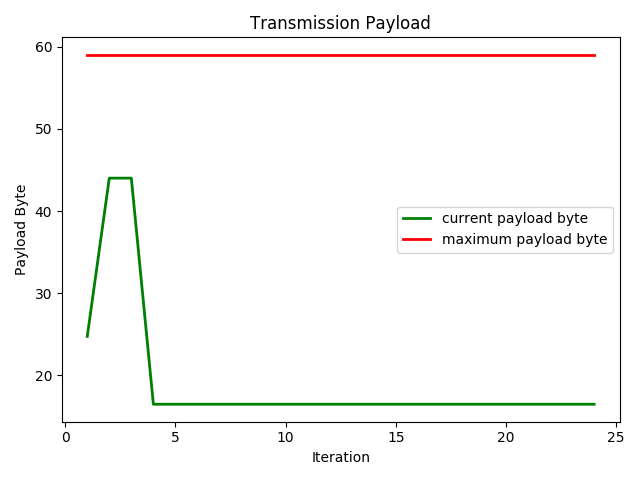 Transmission Payload
60
50
40
30
20
Payload Byte
current payload byte
maximum payload byte
0 5 10 15 20 25
Iteration